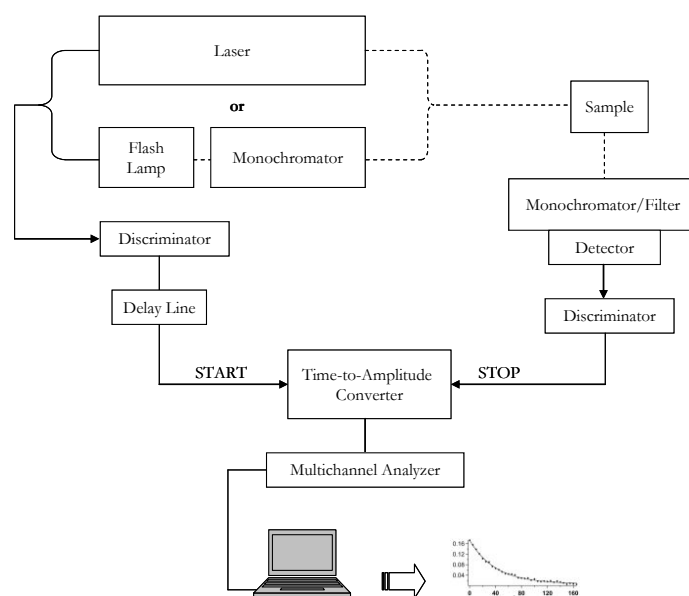 Laser
or
Sample
Flash
Lamp
Monochromator
Monochromator/Filter
Discriminator
Detector
Delay Line
Discriminator
START
Time-to-Amplitude
Converter
STOP
Multichannel Analyzer
0.16
0.12
0.08
0.04
0 40 80 120 160